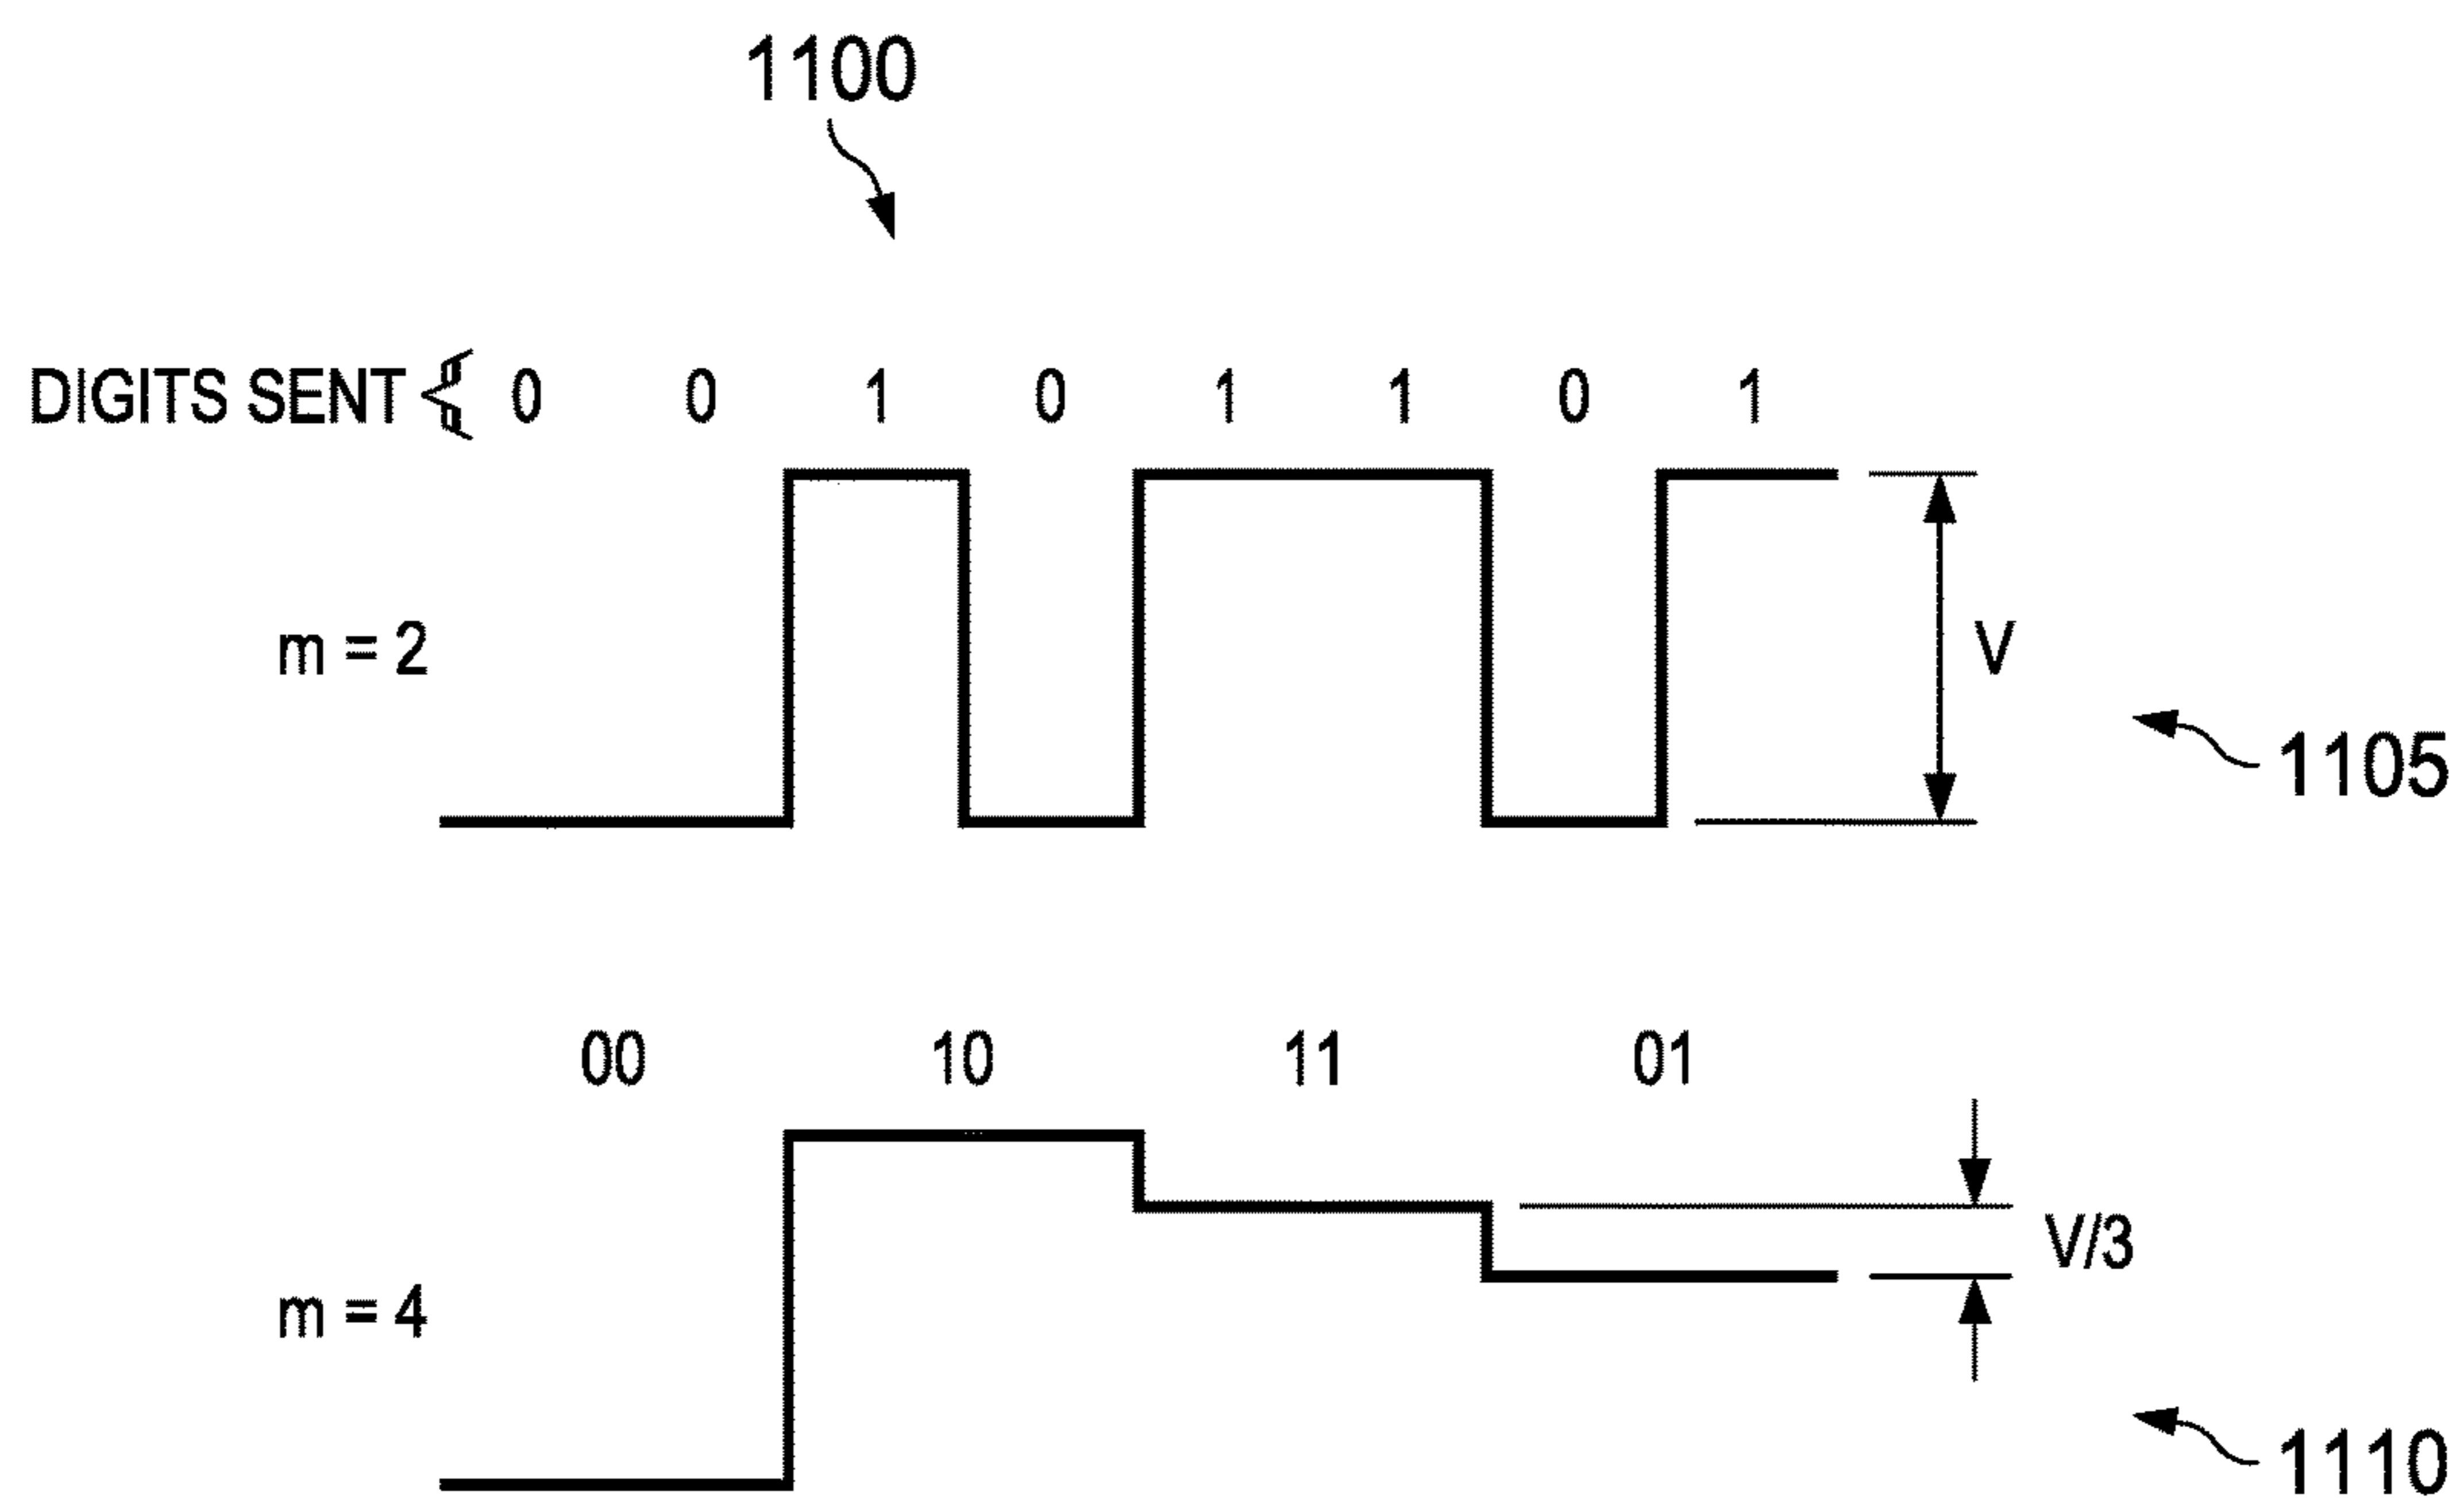 1100
DIGITS SENT { 0 0 1 0 1 1 0 1
m = 2
V
1105
00 10 11 01
V/3
m = 4
1110